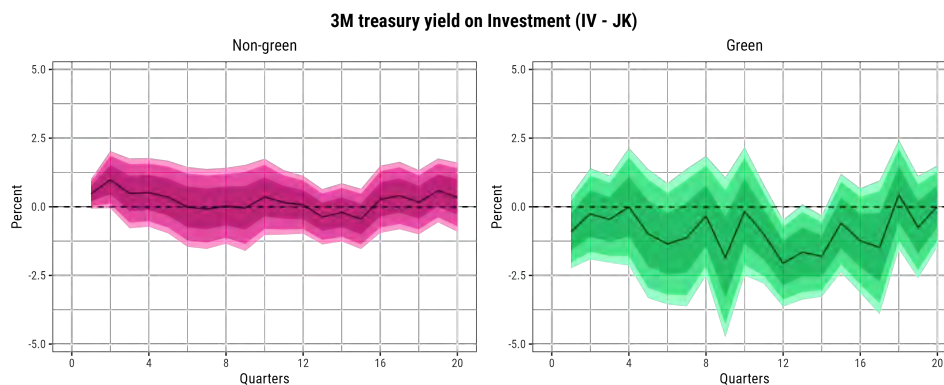 3M treasury yield on Investment (IV - JK)
Non-green
Green
5.0
2.5
0.0
-2.5
-5.0
Percent
0 4 8 12 16 20
Quarters
5.0
2.5
0.0
-2.5
-5.0
Percent
0 4 8 12 16 20
Quarters